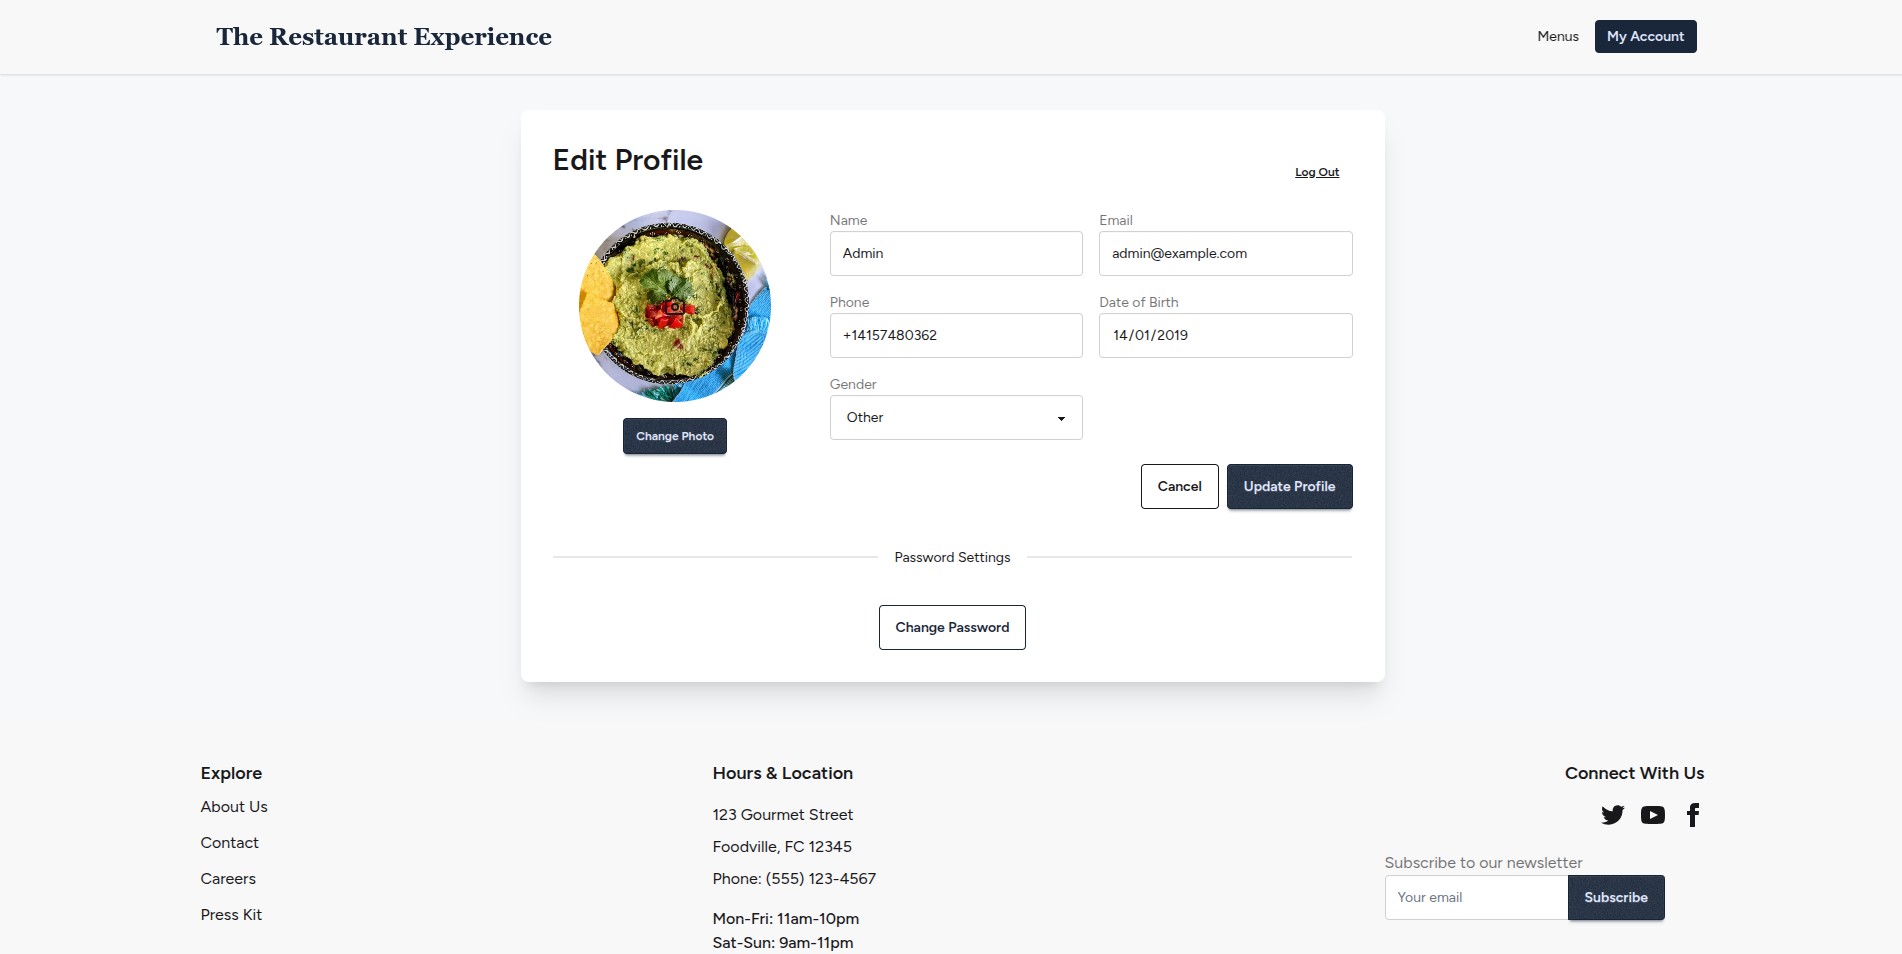 The Restaurant Experience
Menus
My Account
Edit Profile
Log Out
Name
Admin
Email
admin@example.com
Phone
+14157480362
Date of Birth
14/01/2019
Gender
Other
Change Photo
Cancel
Update Profile
Password Settings
Change Password
Explore
About Us
Contact
Careers
Press Kit
Hours & Location
123 Gourmet Street
Foodville, FC 12345
Phone: (555) 123-4567
Mon-Fri: 11am-10pm
Sat-Sun: 9am-11pm
Connect With Us
Subscribe to our newsletter
Your email
Subscribe